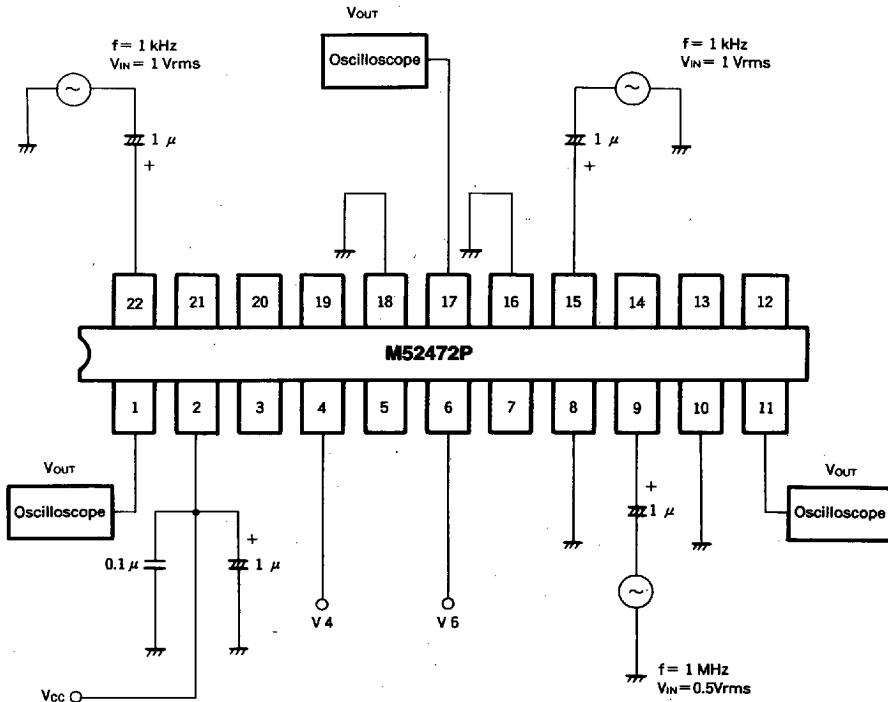 VOUT
f = 1 kHz
VIN = 1 Vrms
Oscilloscope
f = 1 kHz
VIN = 1 Vrms
1 μ
+
1 μ
+
22 21 20 19 18 17 16 15 14 13 12
M52472P
1 2 3 4 5 6 7 8 9 10 11
VOUT
Oscilloscope
+
0.1 μ
1 μ
+
1 μ
VOUT
Oscilloscope
V 4
V 6
VCC
f = 1 MHz
VIN = 0.5Vrms